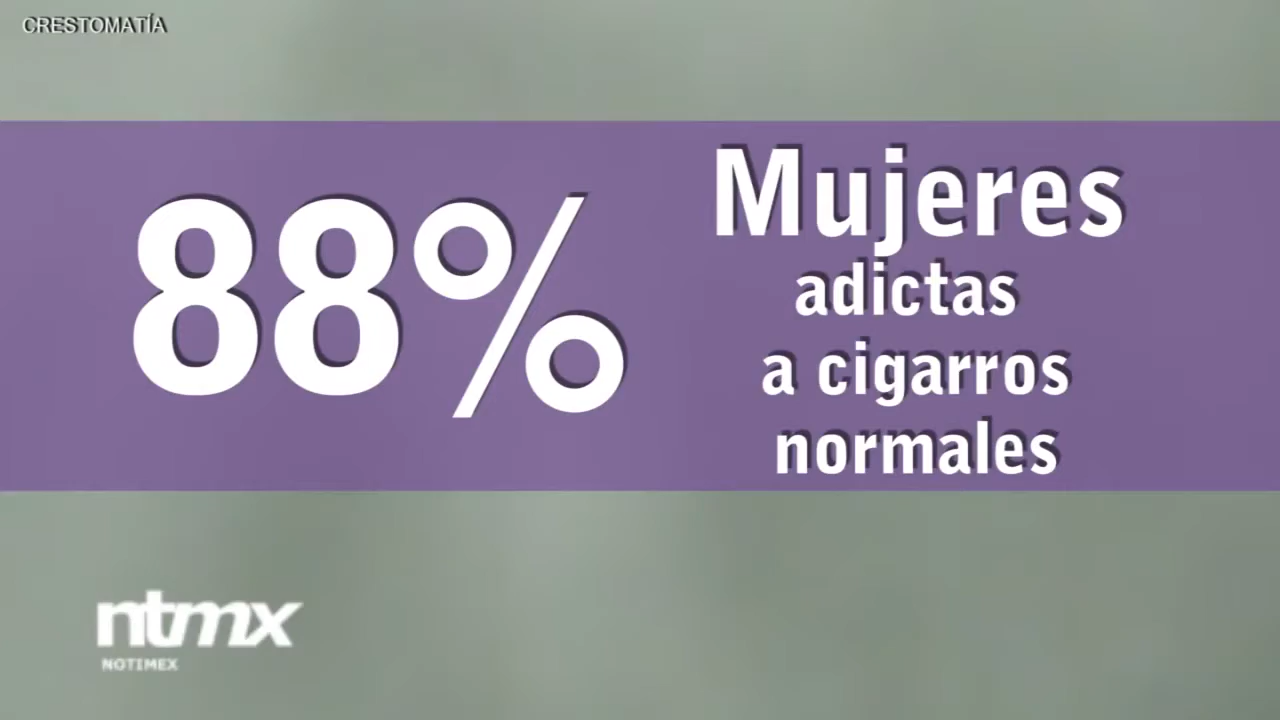 CRESTOMATÍA
88%
Mujeres
adictas
a cigarros
normales
ntmx
NOTIMEX